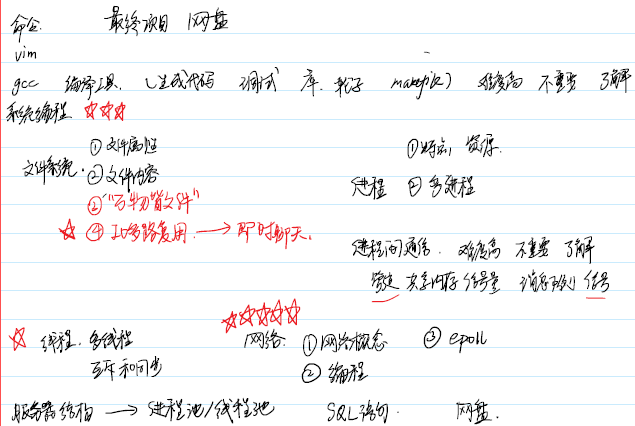 命令. 最终项目 网盘
vim
gcc 编译工具. (生成代码 调试 库. 轮子 makefile) 难度高 不重要 了解
系统编程 ☆☆☆
文件系统.
① 文件属性
② 文件内容
③ "万物皆文件"
☆ ④ IO多路复用 → 即时聊天.
进程
① 概念, 资源.
② 多进程
进程间通信. 难度高 不重要 了解
管道 共享内存 信号量 消息队列 信号
☆ 线程. 多线程
互斥和同步
☆☆☆☆☆
网络. ① 网络概念 ③ epoll
② 编程
服务器结构 → 进程池/线程池 SQL语句. 网盘.